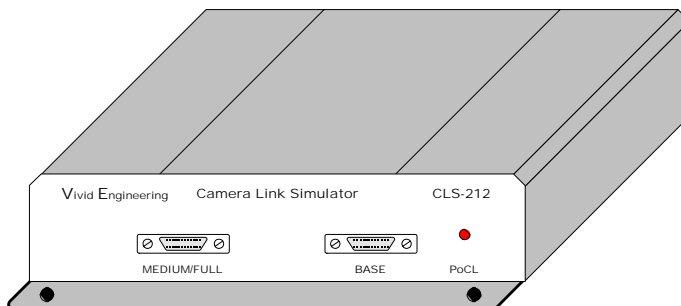 Vivid Engineering Camera Link Simulator CLS-212
MEDIUM/FULL BASE PoCL